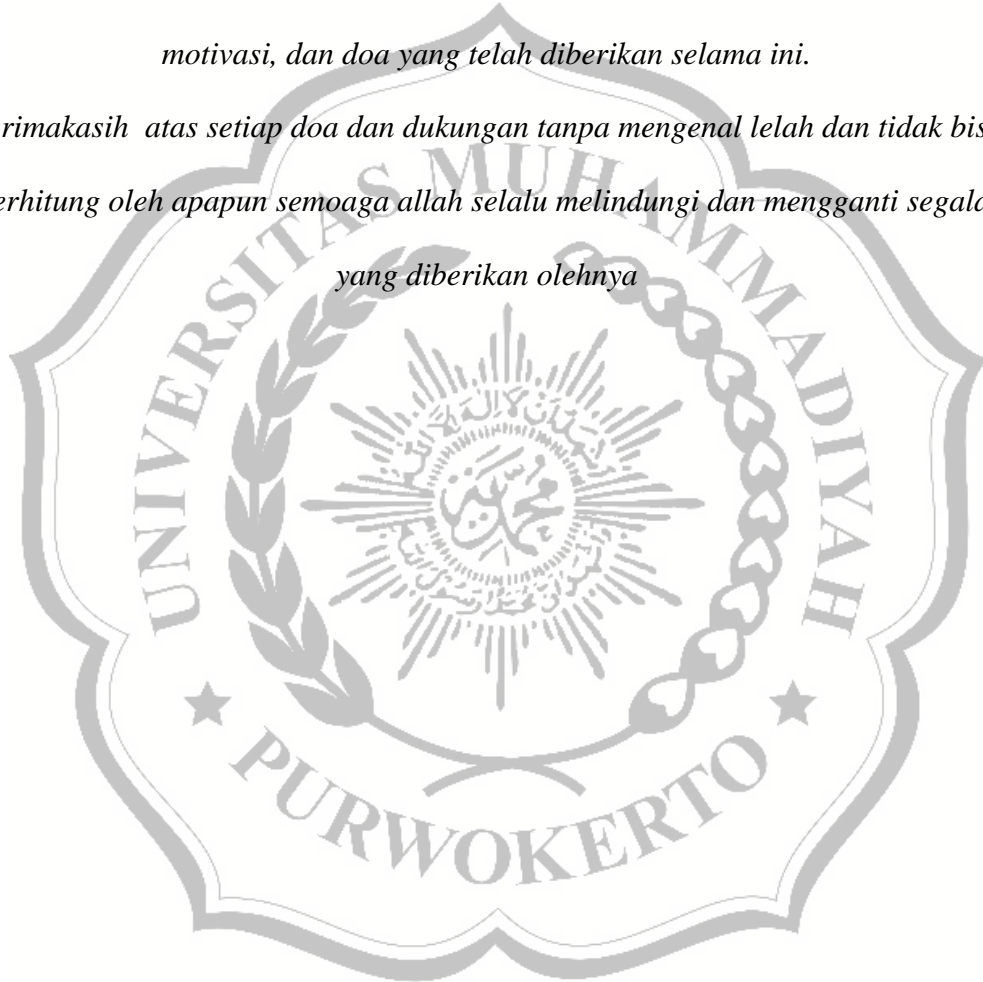 motivasi, dan doa yang telah diberikan selama ini.
rimakasih atas setiap doa dan dukungan tanpa mengenal lelah dan tidak bis
erhitung oleh apapun semoaga allah selalu melindungi dan mengganti segala
yang diberikan olehnya
UNIVERSITAS MUHAMMADIYAH
PURWOKERTO